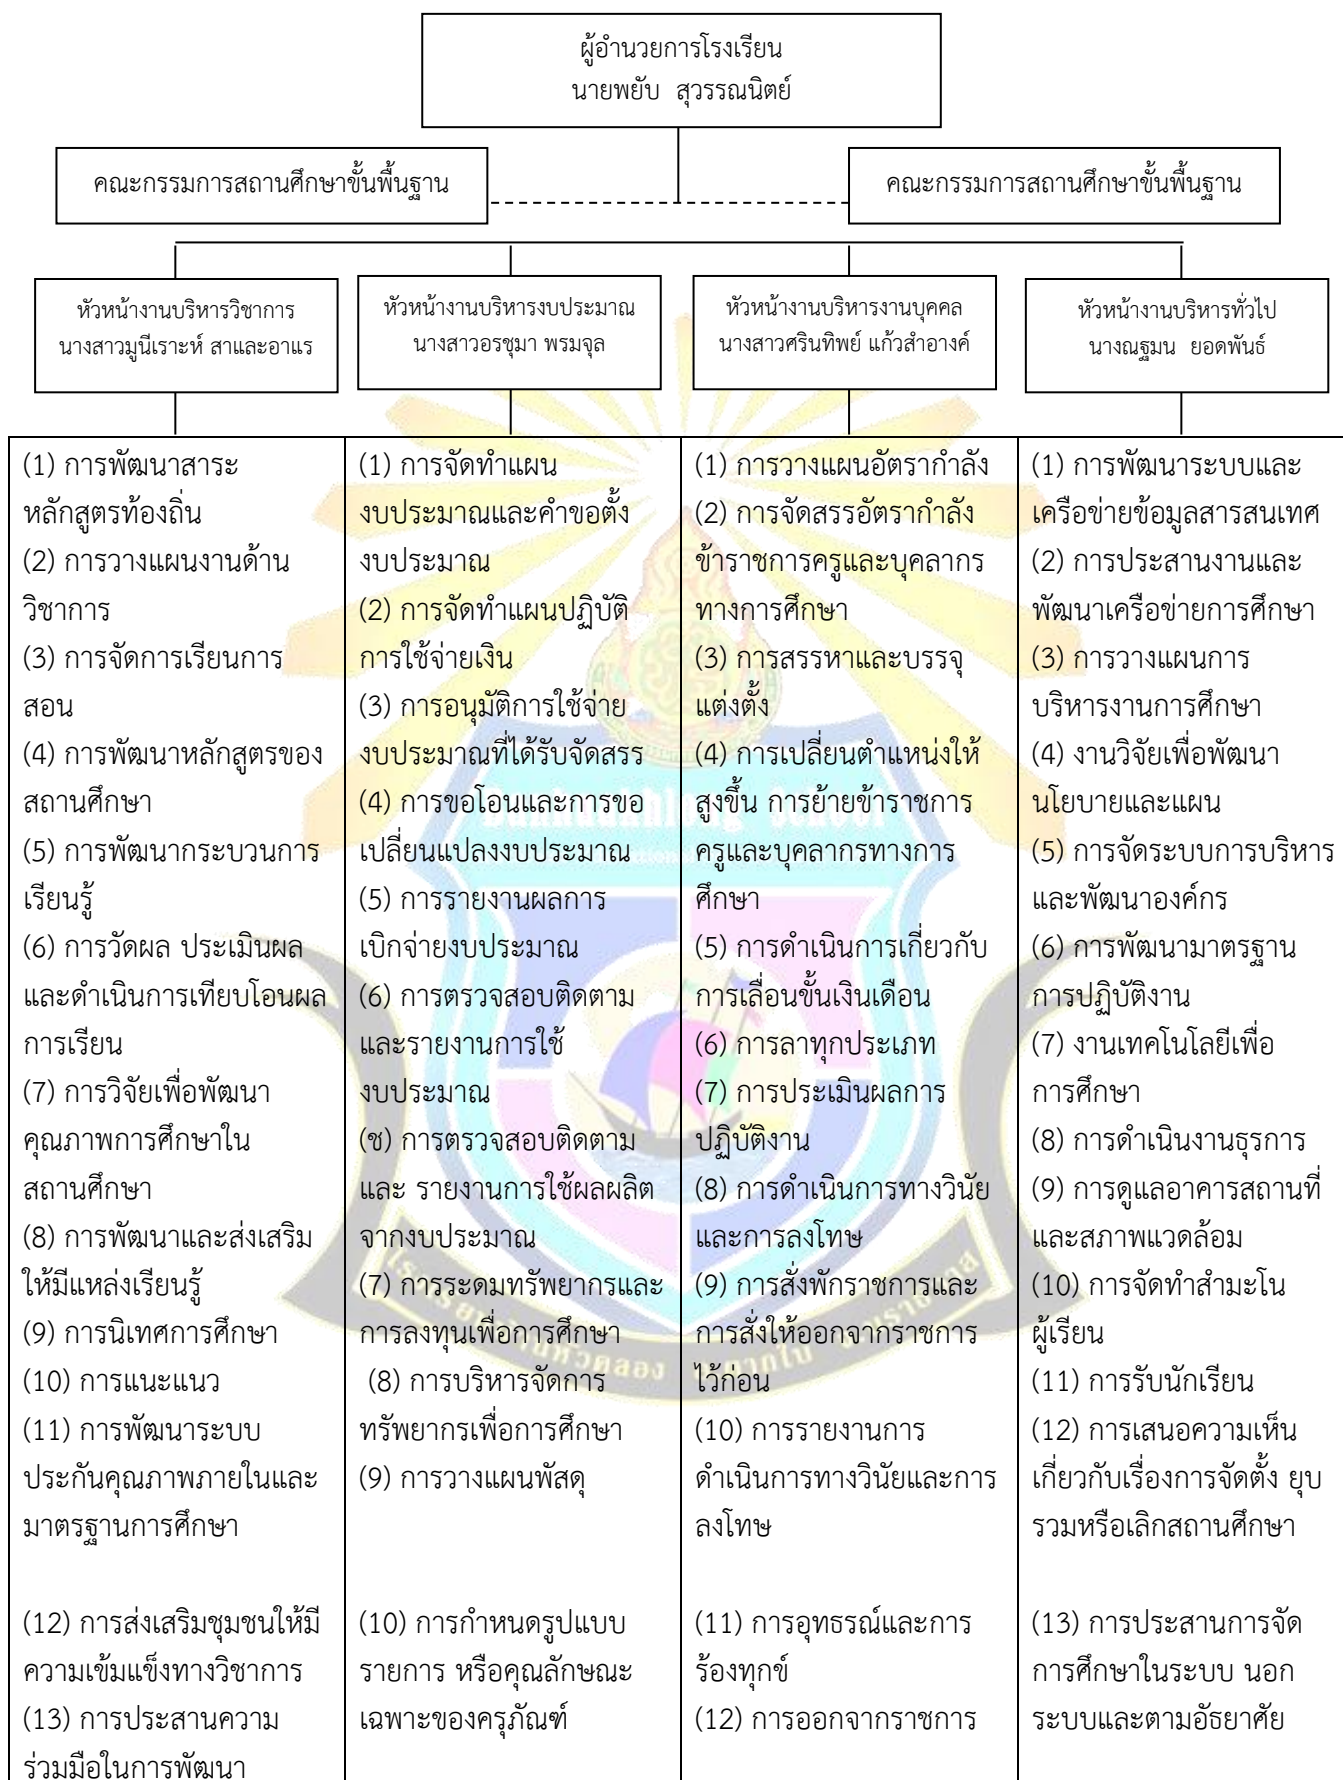 ผู้อำนวยการโรงเรียน
นายพยับ สุวรรณนิตย์
คณะกรรมการสถานศึกษาขั้นพื้นฐาน
คณะกรรมการสถานศึกษาขั้นพื้นฐาน
หัวหน้างานบริหารวิชาการ
นางสาวมูนีเราะห์ สาและอาแร
หัวหน้างานบริหารงบประมาณ
นางสาวอรชุมา พรมจุล
หัวหน้างานบริหารงานบุคคล
นางสาวศรินทิพย์ แก้วสำอางค์
หัวหน้างานบริหารทั่วไป
นางณฐมน ยอดพันธ์
(1) การพัฒนาสาระ
หลักสูตรท้องถิ่น
(2) การวางแผนงานด้าน
วิชาการ
(3) การจัดการเรียนการ
สอน
(4) การพัฒนาหลักสูตรของ
สถานศึกษา
(5) การพัฒนากระบวนการ
เรียนรู้
(6) การวัดผล ประเมินผล
และดำเนินการเทียบโอนผล
การเรียน
(7) การวิจัยเพื่อพัฒนา
คุณภาพการศึกษาใน
สถานศึกษา
(8) การพัฒนาและส่งเสริม
ให้มีแหล่งเรียนรู้
(9) การนิเทศการศึกษา
(10) การแนะแนว
(11) การพัฒนาระบบ
ประกันคุณภาพภายในและ
มาตรฐานการศึกษา
(12) การส่งเสริมชุมชนให้มี
ความเข้มแข็งทางวิชาการ
(13) การประสานความ
ร่วมมือในการพัฒนา
(1) การจัดทำแผน
งบประมาณและคำขอตั้ง
งบประมาณ
(2) การจัดทำแผนปฏิบัติ
การใช้จ่ายเงิน
(3) การอนุมัติการใช้จ่าย
งบประมาณที่ได้รับจัดสรร
(4) การขอโอนและการขอ
เปลี่ยนแปลงงบประมาณ
(5) การรายงานผลการ
เบิกจ่ายงบประมาณ
(6) การตรวจสอบติดตาม
และรายงานการใช้
งบประมาณ
(ช) การตรวจสอบติดตาม
และ รายงานการใช้ผลผลิต
จากงบประมาณ
(7) การระดมทรัพยากรและ
การลงทุนเพื่อการศึกษา
(8) การบริหารจัดการ
ทรัพยากรเพื่อการศึกษา
(9) การวางแผนพัสดุ
(10) การกำหนดรูปแบบ
รายการ หรือคุณลักษณะ
เฉพาะของครุภัณฑ์
(1) การวางแผนอัตรากำลัง
(2) การจัดสรรอัตรากำลัง
ข้าราชการครูและบุคลากร
ทางการศึกษา
(3) การสรรหาและบรรจุ
แต่งตั้ง
(4) การเปลี่ยนตำแหน่งให้
สูงขึ้น การย้ายข้าราชการ
ครูและบุคลากรทางการ
ศึกษา
(5) การดำเนินการเกี่ยวกับ
การเลื่อนขั้นเงินเดือน
(6) การลาทุกประเภท
(7) การประเมินผลการ
ปฏิบัติงาน
(8) การดำเนินการทางวินัย
และการลงโทษ
(9) การสั่งพักราชการและ
การสั่งให้ออกจากราชการ
ไว้ก่อน
(10) การรายงานการ
ดำเนินการทางวินัยและการ
ลงโทษ
(11) การอุทธรณ์และการ
ร้องทุกข์
(12) การออกจากราชการ
(1) การพัฒนาระบบและ
เครือข่ายข้อมูลสารสนเทศ
(2) การประสานงานและ
พัฒนาเครือข่ายการศึกษา
(3) การวางแผนการ
บริหารงานการศึกษา
(4) งานวิจัยเพื่อพัฒนา
นโยบายและแผน
(5) การจัดระบบการบริหาร
และพัฒนาองค์กร
(6) การพัฒนามาตรฐาน
การปฏิบัติงาน
(7) งานเทคโนโลยีเพื่อ
การศึกษา
(8) การดำเนินงานธุรการ
(9) การดูแลอาคารสถานที่
และสภาพแวดล้อม
(10) การจัดทำสำมะโน
ผู้เรียน
(11) การรับนักเรียน
(12) การเสนอความเห็น
เกี่ยวกับเรื่องการจัดตั้ง ยุบ
รวมหรือเลิกสถานศึกษา
(13) การประสานการจัด
การศึกษาในระบบ นอก
ระบบและตามอัธยาศัย